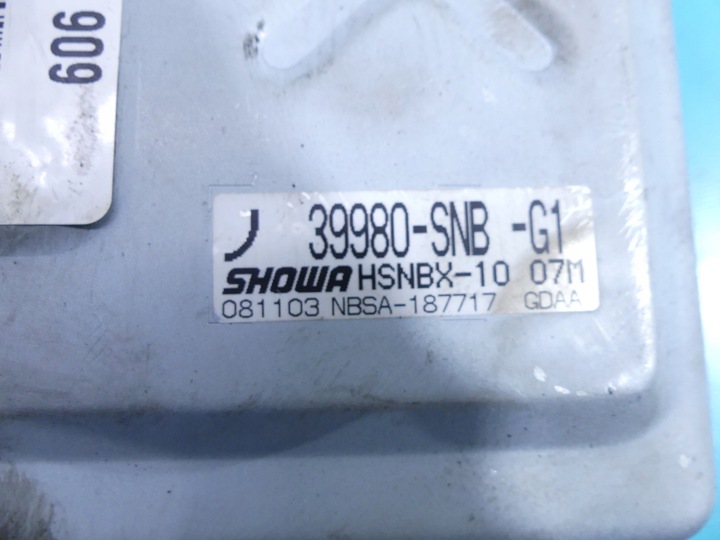 606
39980-SNB -G1
SHOWA HSNBX-10 07M
081103 NBSA-187717 GDAA